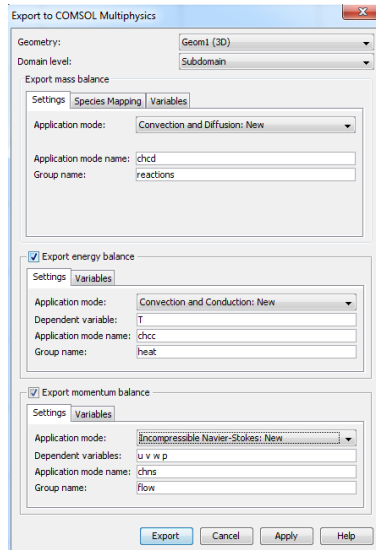 Export to COMSOL Multiphysics
Geometry: Geom1 (3D)
Domain level: Subdomain
Export mass balance
Settings Species Mapping Variables
Application mode: Convection and Diffusion: New
Application mode name: chcd
Group name: reactions
Export energy balance
Settings Variables
Application mode: Convection and Conduction: New
Dependent variable: T
Application mode name: chcc
Group name: heat
Export momentum balance
Settings Variables
Application mode: Incompressible Navier-Stokes: New
Dependent variables: u v w p
Application mode name: chns
Group name: flow
Export Cancel Apply Help